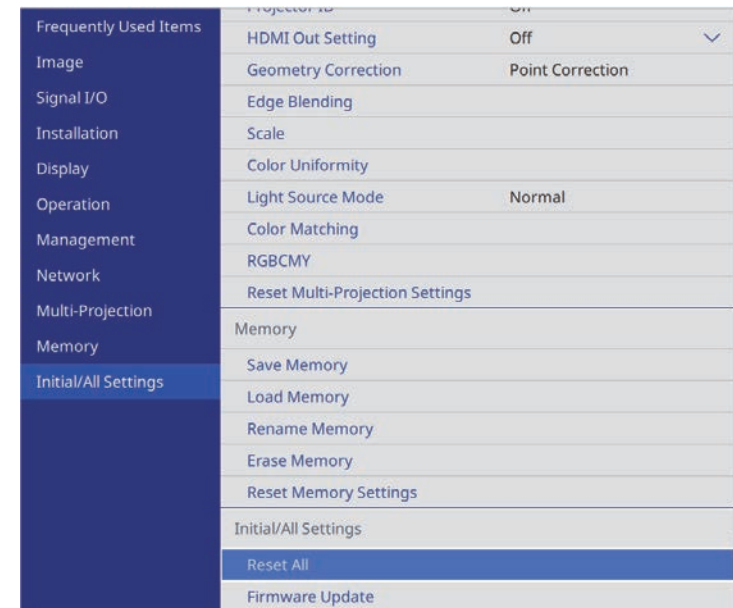 Frequently Used Items
Image
Signal I/O
Installation
Display
Operation
Management
Network
Multi-Projection
Memory
Initial/All Settings
Projector ID Off
HDMI Out Setting Off
Geometry Correction Point Correction
Edge Blending
Scale
Color Uniformity
Light Source Mode Normal
Color Matching
RGBCMY
Reset Multi-Projection Settings
Memory
Save Memory
Load Memory
Rename Memory
Erase Memory
Reset Memory Settings
Initial/All Settings
Reset All
Firmware Update